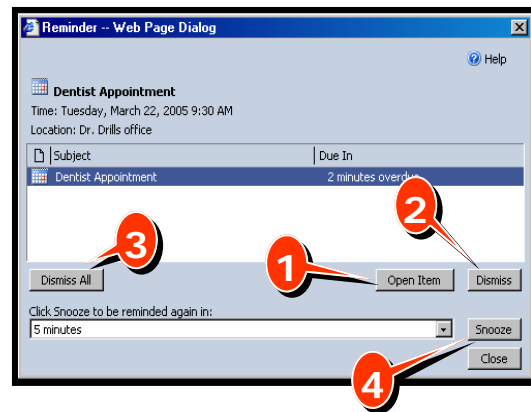 Reminder -- Web Page Dialog
Help
Dentist Appointment
Time: Tuesday, March 22, 2005 9:30 AM
Location: Dr. Drills office
Subject Due In
Dentist Appointment 2 minutes overdue
3 1 2
Dismiss All Open Item Dismiss
Click Snooze to be reminded again in:
5 minutes Snooze
Close
4